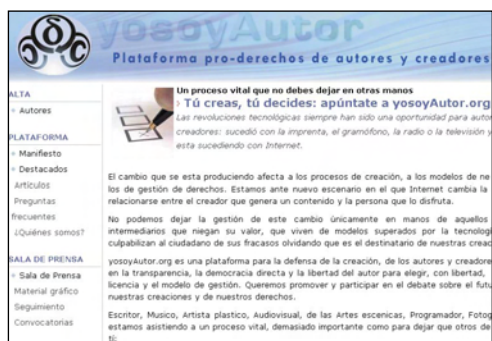 yosoyAutor
Plataforma pro-derechos de autores y creadores
ALTA
Autores
PLATAFORMA
Manifiesto
Destacados
Artículos
Preguntas
frecuentes
¿Quiénes somos?
SALA DE PRENSA
Sala de Prensa
Material gráfico
Seguimiento
Convocatorias
Un proceso vital que no debes dejar en otras manos
› Tú creas, tú decides: apúntate a yosoyAutor.org
Las revoluciones tecnológicas siempre han sido una oportunidad para autor
creadores: sucedió con la imprenta, el gramófono, la radio o la televisión y
esta sucediendo con Internet.
El cambio que se esta produciendo afecta a los procesos de creación, a los modelos de ne
los de gestión de derechos. Estamos ante nuevo escenario en el que Internet cambia la
relacionarse entre el creador que genera un contenido y la persona que lo disfruta.
No podemos dejar la gestión de este cambio únicamente en manos de aquellos
intermediarios que niegan su valor, que viven de modelos superados por la tecnologí
culpabilizan al ciudadano de sus fracasos olvidando que es el destinatario de nuestras cread
yosoyAutor.org es una plataforma para la defensa de la creación, de los autores y creadore
en la transparencia, la democracia directa y la libertad del autor para elegir, con libertad,
licencia y el modelo de gestión. Queremos promover y participar en el debate sobre el futu
nuestras creaciones y de nuestros derechos.
Escritor, Musico, Artista plastico, Audiovisual, de las Artes escenicas, Programador, Fotog
estamos asistiendo a un proceso vital, demasiado importante como para dejar que otros de
ti: